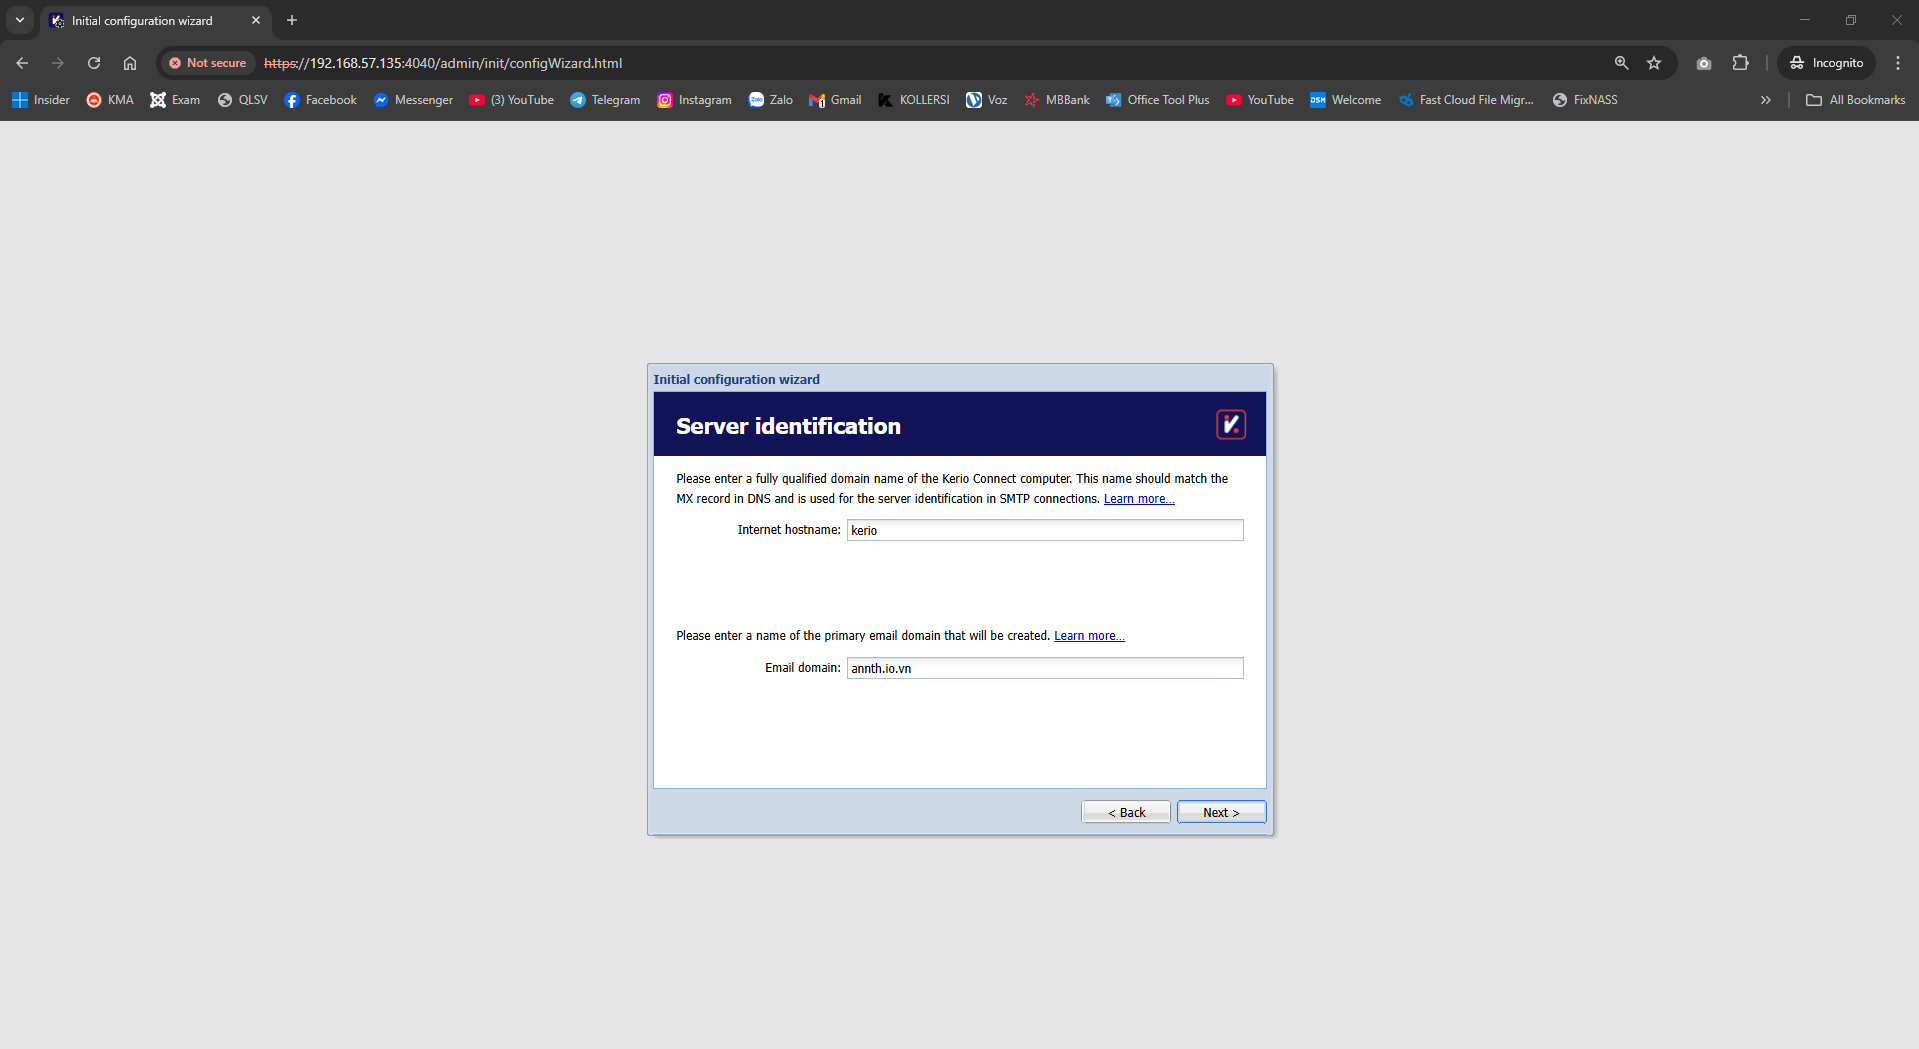 Initial configuration wizard
Not secure https://192.168.57.135:4040/admin/init/configWizard.html Incognito
Insider KMA Exam QLSV Facebook Messenger (3) YouTube Telegram Instagram Zalo Gmail KOLLERSI Voz MBBank Office Tool Plus YouTube DSM Welcome Fast Cloud File Migr... FixNASS » All Bookmarks
Initial configuration wizard
Server identification
Please enter a fully qualified domain name of the Kerio Connect computer. This name should match the
MX record in DNS and is used for the server identification in SMTP connections. Learn more...
Internet hostname: kerio
Please enter a name of the primary email domain that will be created. Learn more...
Email domain: annth.io.vn
< Back Next >